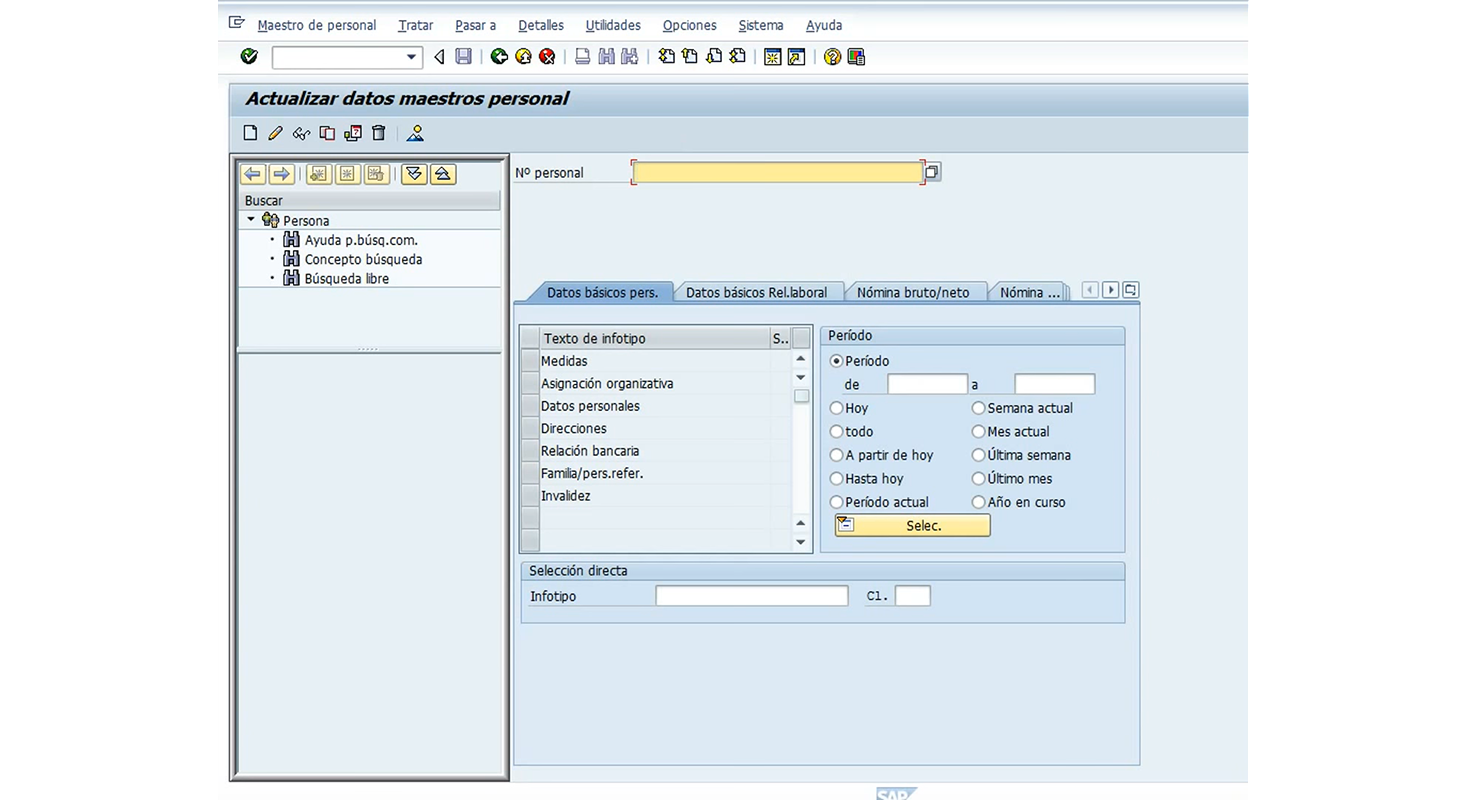 Maestro de personal Tratar Pasar a Detalles Utilidades Opciones Sistema Ayuda
Actualizar datos maestros personal
Buscar
Persona
Ayuda p.búsq.com.
Concepto búsqueda
Búsqueda libre
Nº personal
Datos básicos pers. Datos básicos Rel.laboral Nómina bruto/neto Nómina ...
Texto de infotipo S..
Medidas
Asignación organizativa
Datos personales
Direcciones
Relación bancaria
Familia/pers.refer.
Invalidez
Período
Período
de a
Hoy Semana actual
todo Mes actual
A partir de hoy Última semana
Hasta hoy Último mes
Período actual Año en curso
Selec.
Selección directa
Infotipo Cl.
SAP